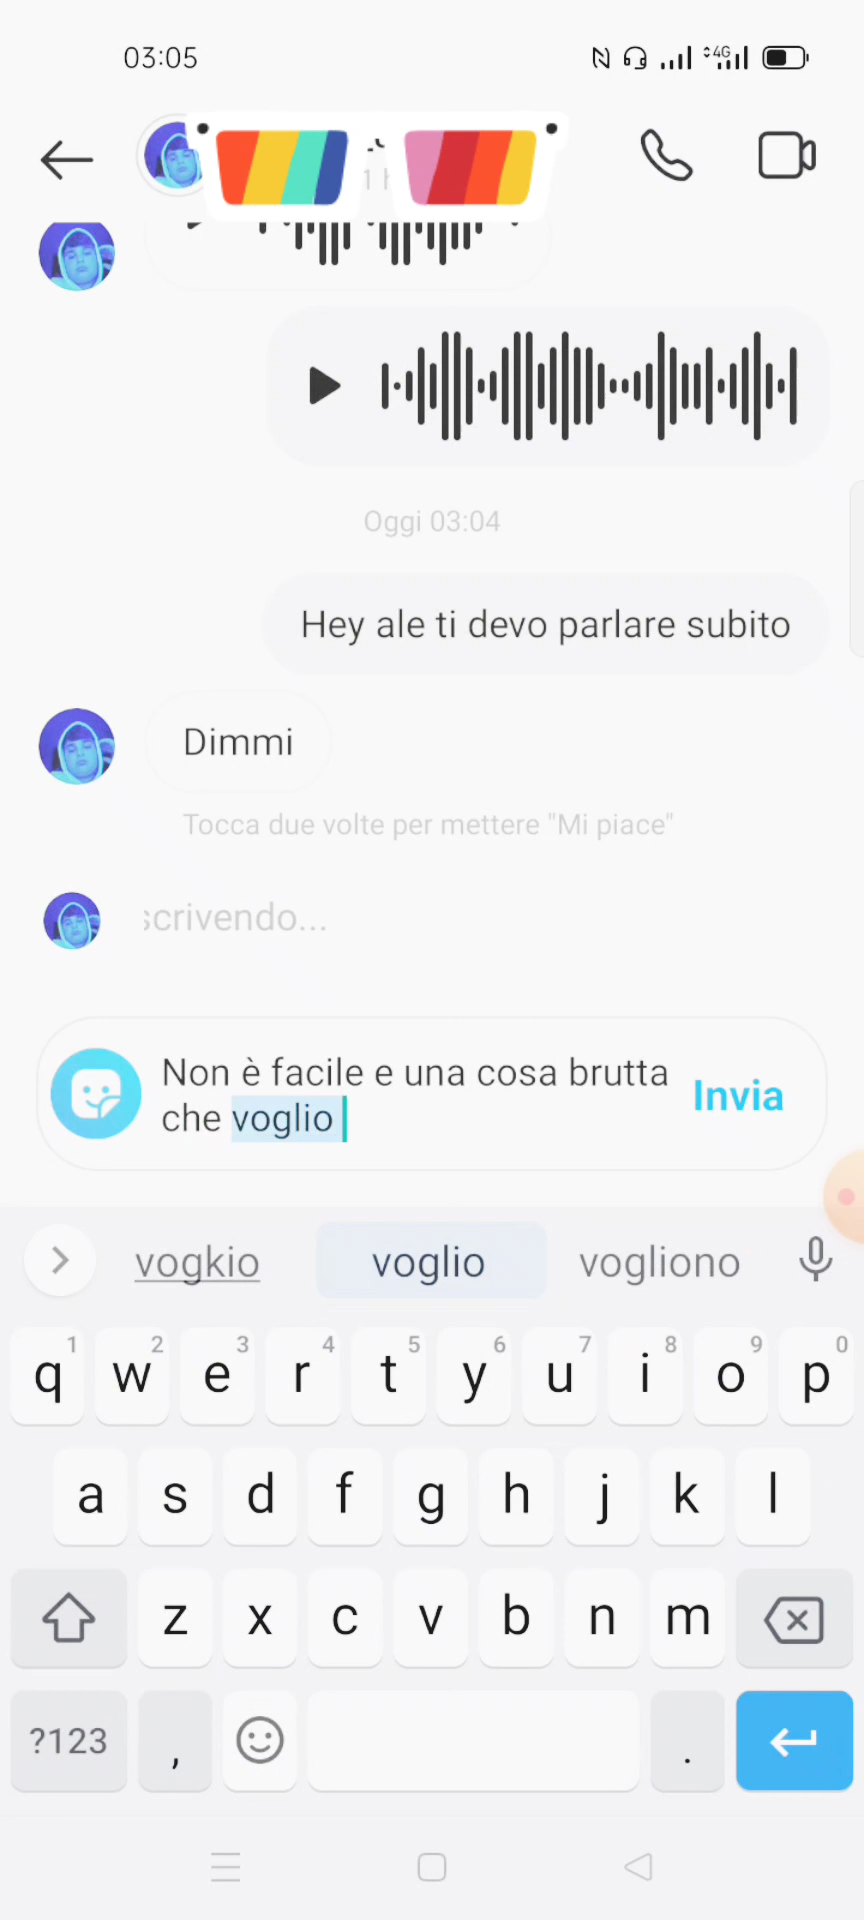 03:05
4G
Oggi 03:04
Hey ale ti devo parlare subito
Dimmi
Tocca due volte per mettere "Mi piace"
scrivendo...
Non è facile e una cosa brutta
che voglio
Invia
vogkio voglio vogliono
1 2 3 4 5 6 7 8 9 0
q w e r t y u i o p
a s d f g h j k l
z x c v b n m
?123 , .